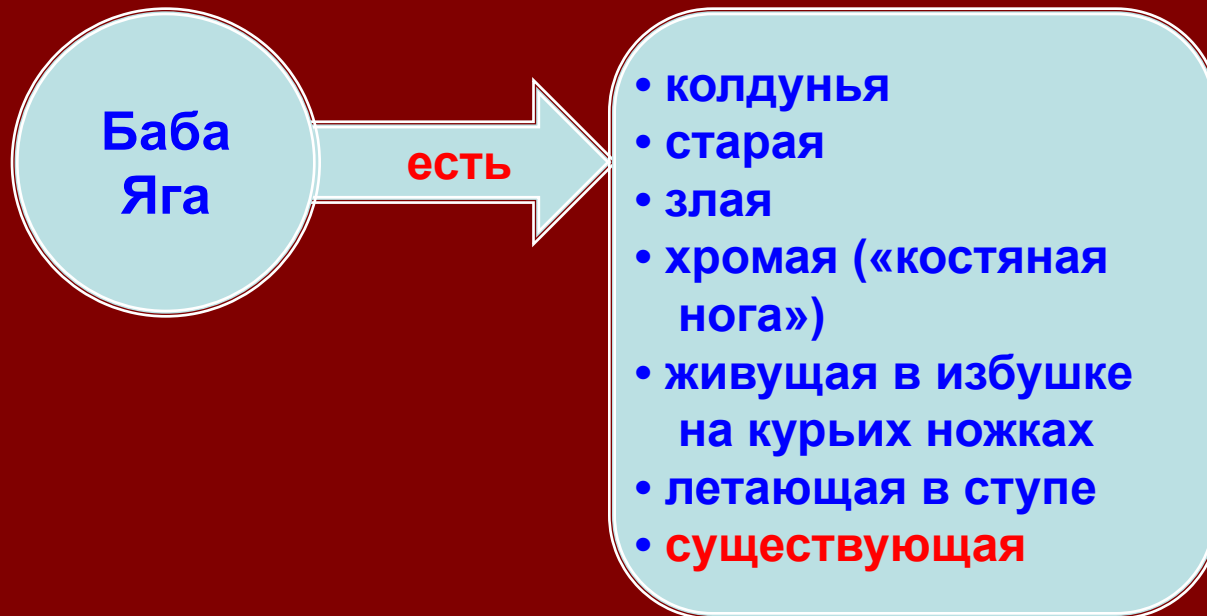 Баба
Яга
есть
• колдунья
• старая
• злая
• хромая («костяная
нога»)
• живущая в избушке
на курьих ножках
• летающая в ступе
• существующая